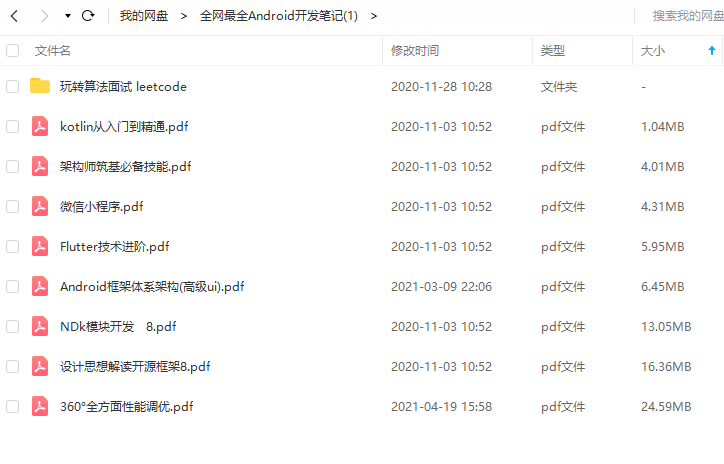 我的网盘 > 全网最全Android开发笔记(1) > 搜索我的网盘
文件名 修改时间 类型 大小
玩转算法面试 leetcode 2020-11-28 10:28 文件夹 -
kotlin从入门到精通.pdf 2020-11-03 10:52 pdf文件 1.04MB
架构师筑基必备技能.pdf 2020-11-03 10:52 pdf文件 4.01MB
微信小程序.pdf 2020-11-03 10:52 pdf文件 4.31MB
Flutter技术进阶.pdf 2020-11-03 10:52 pdf文件 5.95MB
Android框架体系架构(高级ui).pdf 2021-03-09 22:06 pdf文件 6.45MB
NDk模块开发　8.pdf 2020-11-03 10:52 pdf文件 13.05MB
设计思想解读开源框架8.pdf 2020-11-03 10:52 pdf文件 16.36MB
360°全方面性能调优.pdf 2021-04-19 15:58 pdf文件 24.59MB